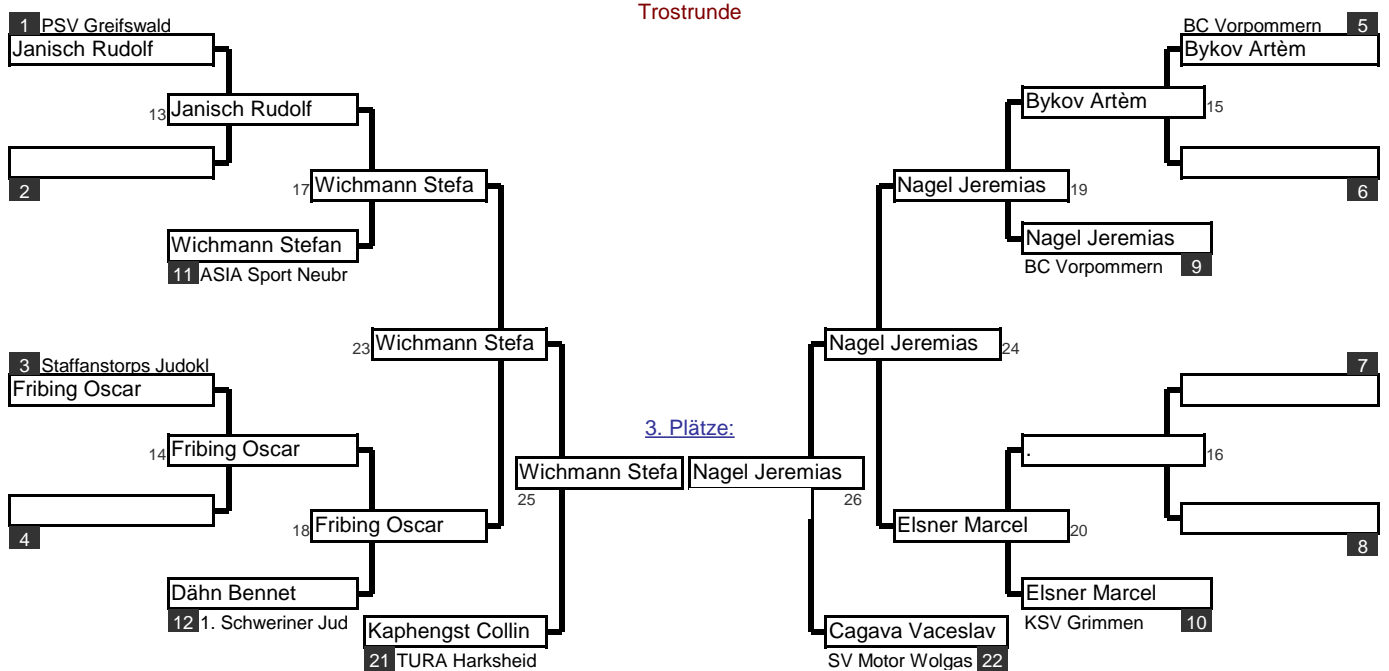 Trostrunde
1 PSV Greifswald
Janisch Rudolf
BC Vorpommern 5
Bykov Artèm
13 Janisch Rudolf
Bykov Artèm 15
2
6
17 Wichmann Stefa
Nagel Jeremias 19
Wichmann Stefan
11 ASIA Sport Neubr
Nagel Jeremias
BC Vorpommern 9
23 Wichmann Stefa
Nagel Jeremias 24
3 Staffanstorps Judokl
Fribing Oscar
7
3. Plätze:
14 Fribing Oscar
. 16
Wichmann Stefa
25
Nagel Jeremias
26
4
8
18 Fribing Oscar
Elsner Marcel 20
Dähn Bennet
12 1. Schweriner Jud
Elsner Marcel
KSV Grimmen 10
Kaphengst Collin
21 TURA Harksheid
Cagava Vaceslav
SV Motor Wolgas 22